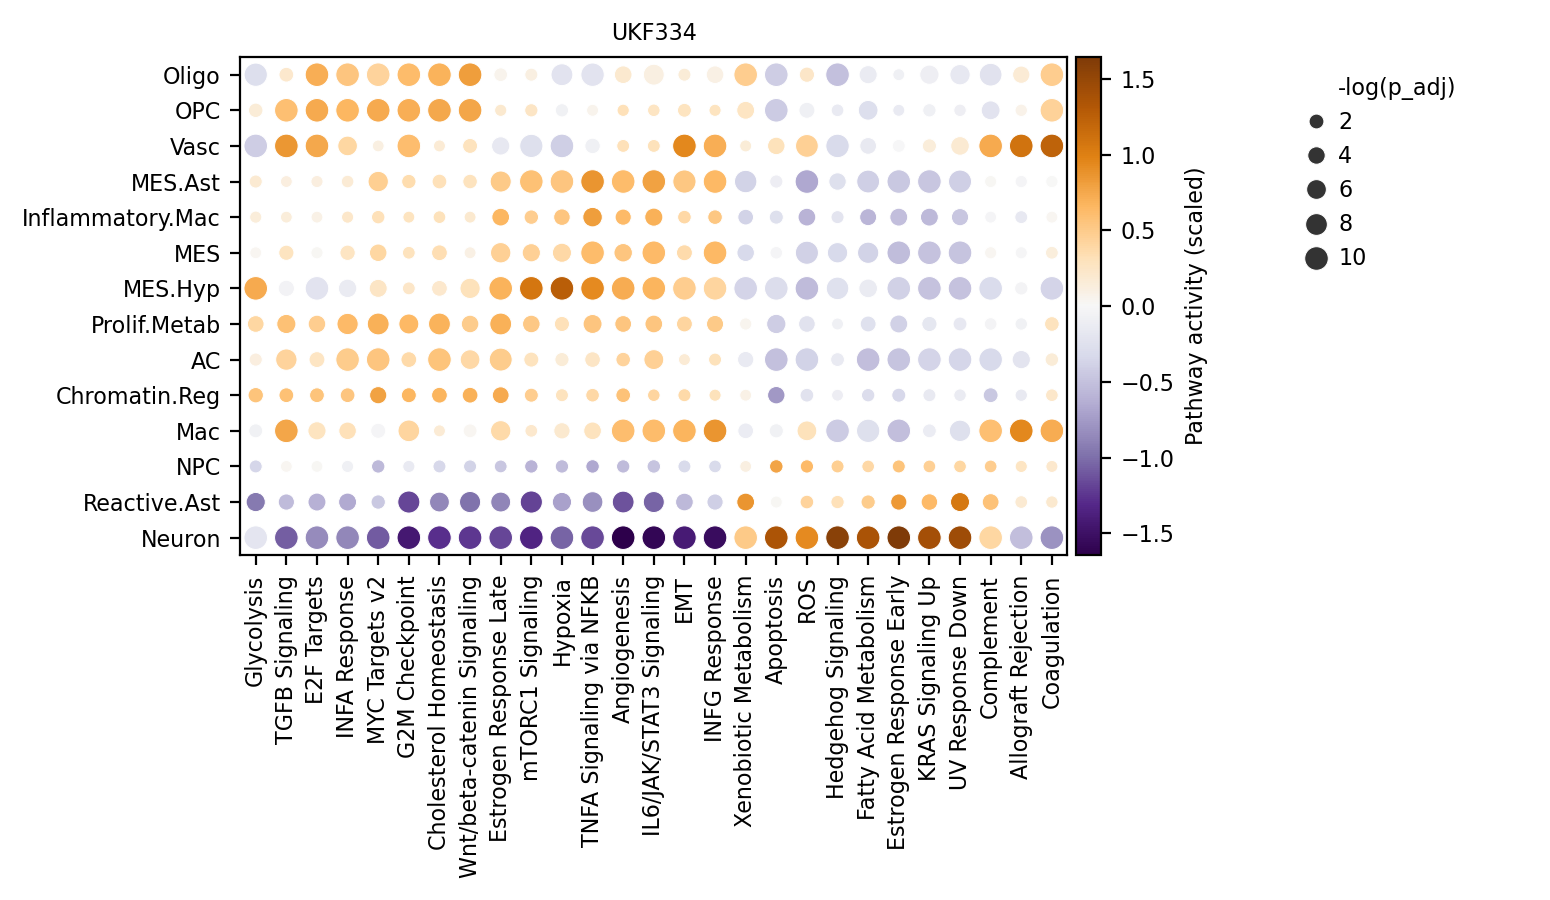 UKF334
Oligo
OPC
Vasc
MES.Ast
Inflammatory.Mac
MES
MES.Hyp
Prolif.Metab
AC
Chromatin.Reg
Mac
NPC
Reactive.Ast
Neuron
Glycolysis
TGFB Signaling
E2F Targets
INFA Response
MYC Targets v2
G2M Checkpoint
Cholesterol Homeostasis
Wnt/beta-catenin Signaling
Estrogen Response Late
mTORC1 Signaling
Hypoxia
TNFA Signaling via NFKB
Angiogenesis
IL6/JAK/STAT3 Signaling
EMT
INFG Response
Xenobiotic Metabolism
Apoptosis
ROS
Hedgehog Signaling
Fatty Acid Metabolism
Estrogen Response Early
KRAS Signaling Up
UV Response Down
Complement
Allograft Rejection
Coagulation
1.5
1.0
0.5
0.0
−0.5
−1.0
−1.5
Pathway activity (scaled)
-log(p_adj)
2
4
6
8
10